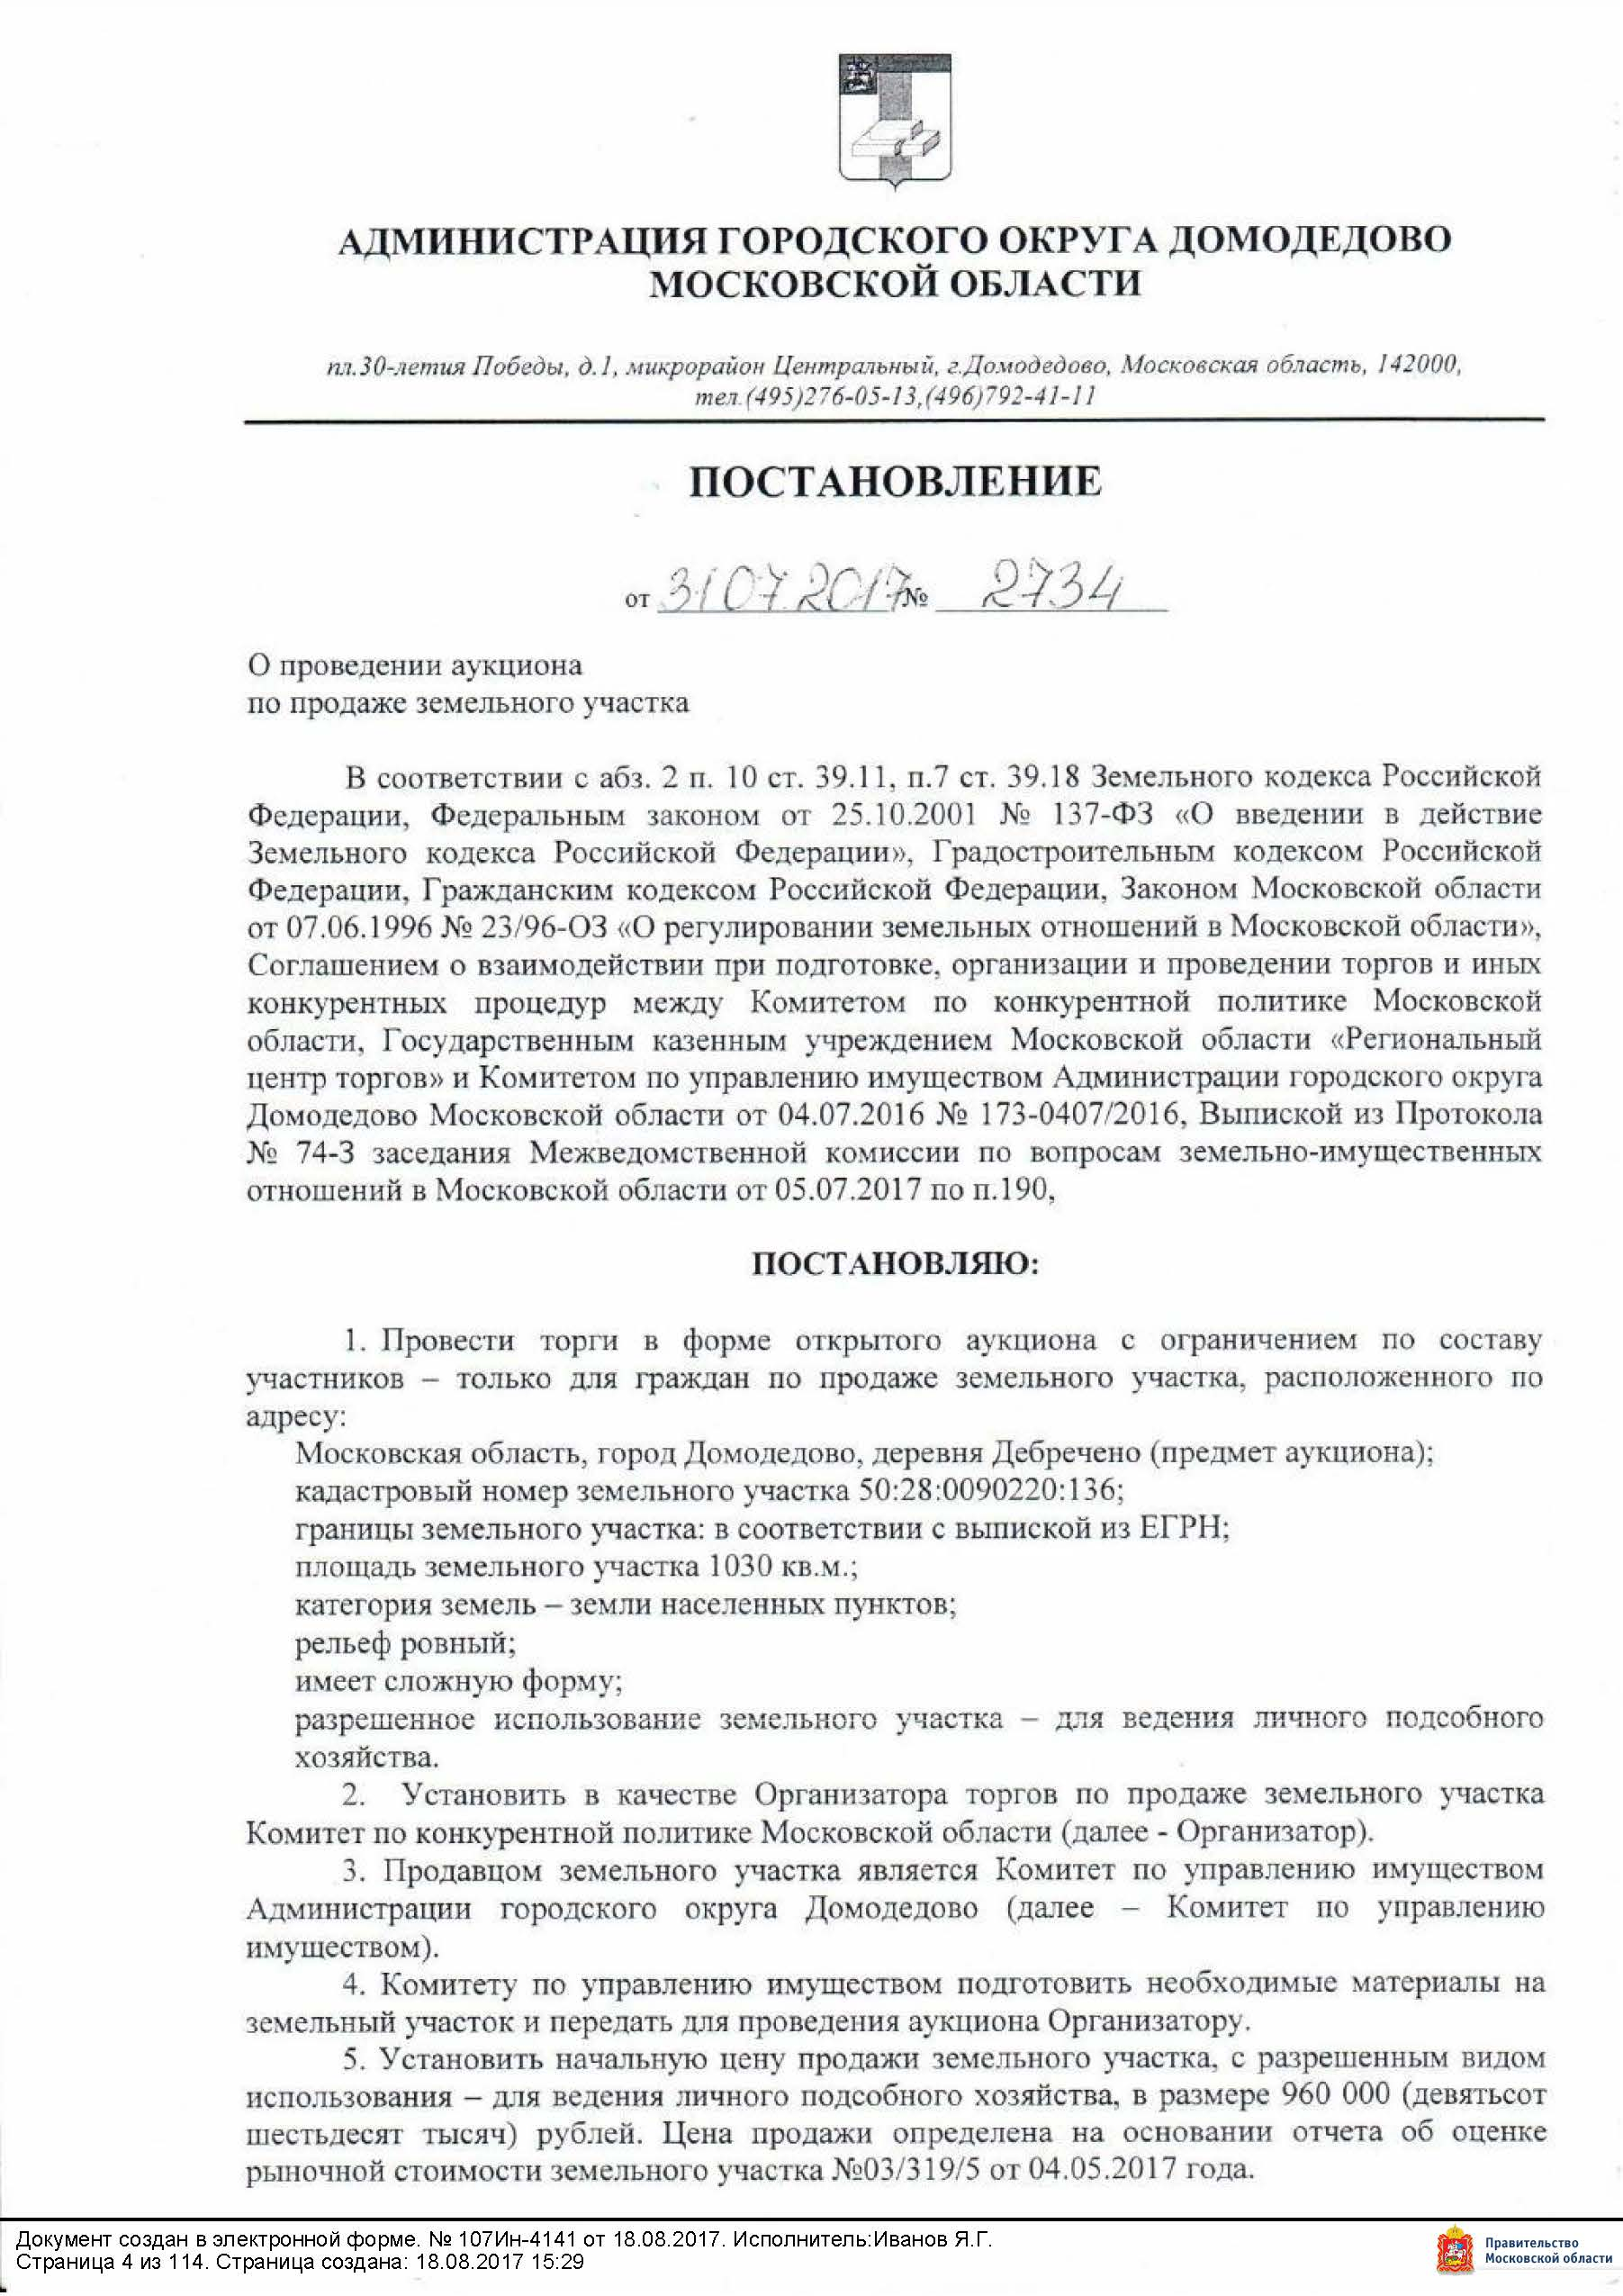 АДМИНИСТРАЦИЯ ГОРОДСКОГО ОКРУГА ДОМОДЕДОВО
МОСКОВСКОЙ ОБЛАСТИ
пл.30-летия Победы, д.1, микрорайон Центральный, г.Домодедово, Московская область, 142000,
тел.(495)276-05-13,(496)792-41-11
ПОСТАНОВЛЕНИЕ
от 31.07.2017 № 2734
О проведении аукциона
по продаже земельного участка
В соответствии с абз. 2 п. 10 ст. 39.11, п.7 ст. 39.18 Земельного кодекса Российской
Федерации, Федеральным законом от 25.10.2001 № 137-ФЗ «О введении в действие
Земельного кодекса Российской Федерации», Градостроительным кодексом Российской
Федерации, Гражданским кодексом Российской Федерации, Законом Московской области
от 07.06.1996 № 23/96-ОЗ «О регулировании земельных отношений в Московской области»,
Соглашением о взаимодействии при подготовке, организации и проведении торгов и иных
конкурентных процедур между Комитетом по конкурентной политике Московской
области, Государственным казенным учреждением Московской области «Региональный
центр торгов» и Комитетом по управлению имуществом Администрации городского округа
Домодедово Московской области от 04.07.2016 № 173-0407/2016, Выпиской из Протокола
№ 74-З заседания Межведомственной комиссии по вопросам земельно-имущественных
отношений в Московской области от 05.07.2017 по п.190,
ПОСТАНОВЛЯЮ:
1. Провести торги в форме открытого аукциона с ограничением по составу
участников – только для граждан по продаже земельного участка, расположенного по
адресу:
Московская область, город Домодедово, деревня Дебречено (предмет аукциона);
кадастровый номер земельного участка 50:28:0090220:136;
границы земельного участка: в соответствии с выпиской из ЕГРН;
площадь земельного участка 1030 кв.м.;
категория земель – земли населенных пунктов;
рельеф ровный;
имеет сложную форму;
разрешенное использование земельного участка – для ведения личного подсобного
хозяйства.
2. Установить в качестве Организатора торгов по продаже земельного участка
Комитет по конкурентной политике Московской области (далее - Организатор).
3. Продавцом земельного участка является Комитет по управлению имуществом
Администрации городского округа Домодедово (далее – Комитет по управлению
имуществом).
4. Комитету по управлению имуществом подготовить необходимые материалы на
земельный участок и передать для проведения аукциона Организатору.
5. Установить начальную цену продажи земельного участка, с разрешенным видом
использования – для ведения личного подсобного хозяйства, в размере 960 000 (девятьсот
шестьдесят тысяч) рублей. Цена продажи определена на основании отчета об оценке
рыночной стоимости земельного участка №03/319/5 от 04.05.2017 года.
Документ создан в электронной форме. № 107Ин-4141 от 18.08.2017. Исполнитель:Иванов Я.Г.
Страница 4 из 114. Страница создана: 18.08.2017 15:29
Правительство
Московской области